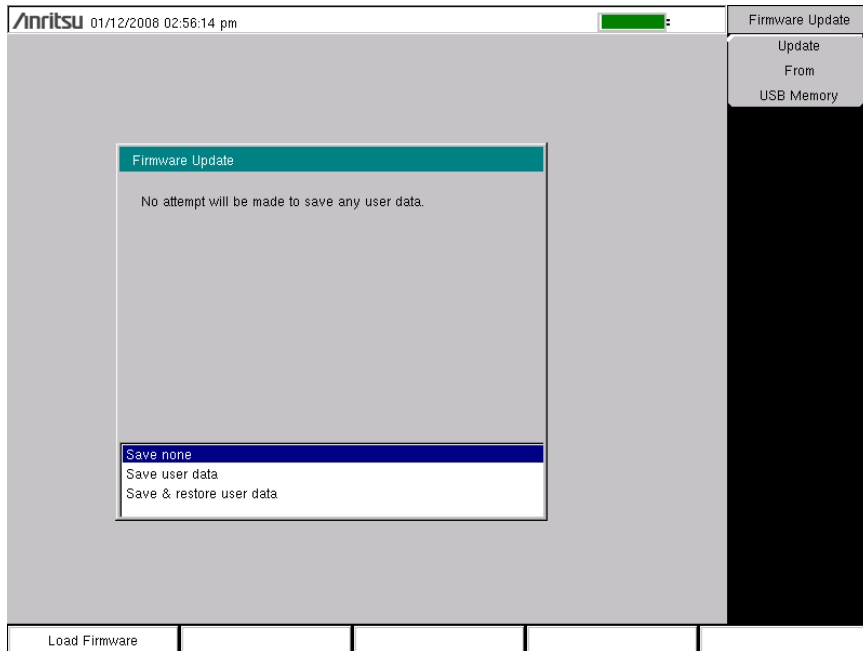 /inritsu 01/12/2008 02:56:14 pm
Firmware Update
Update
From
USB Memory
Firmware Update
No attempt will be made to save any user data.
Save none
Save user data
Save & restore user data
Load Firmware